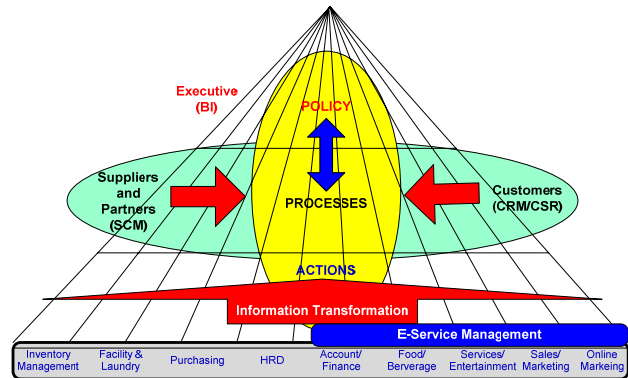 Executive
(BI)
POLICY
Suppliers
and
Partners
(SCM)
PROCESSES
Customers
(CRM/CSR)
ACTIONS
Information Transformation
E-Service Management
Inventory
Management
Facility &
Laundry
Purchasing
HRD
Account/
Finance
Food/
Berverage
Services/
Entertainment
Sales/
Marketing
Online
Markeing